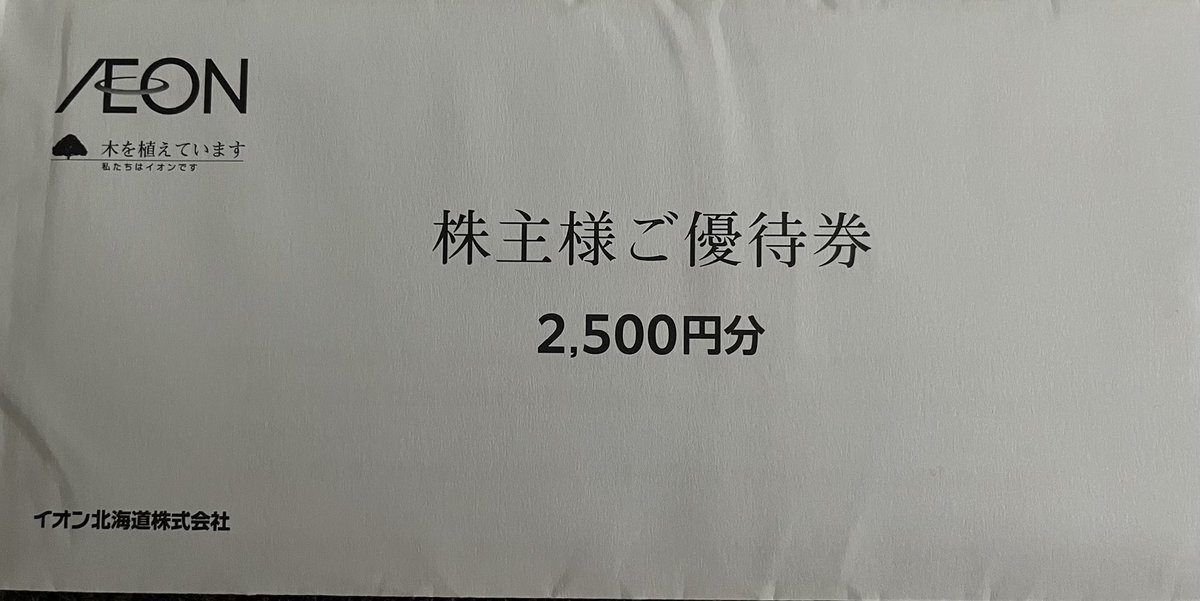 ÆON
木を植えています
私たちはイオンです
株主様ご優待券
2,500円分
イオン北海道株式会社